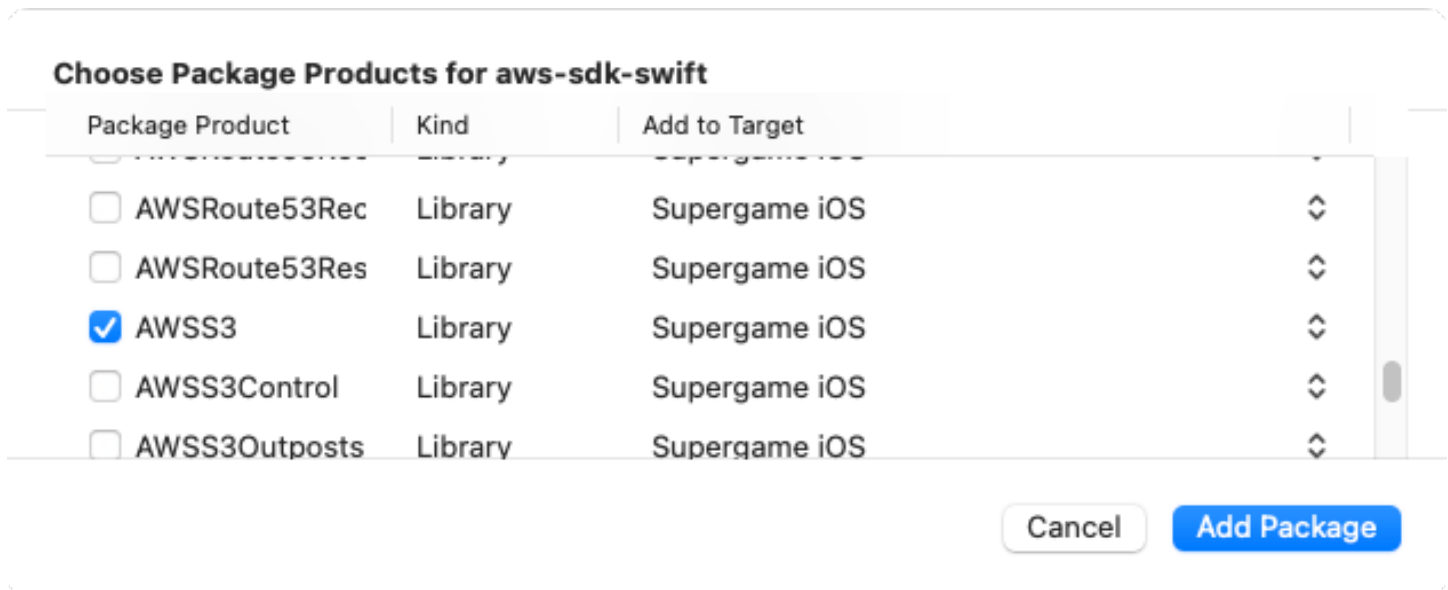 Choose Package Products for aws-sdk-swift
Package Product Kind Add to Target
AWSRoute53Rec Library Supergame iOS
AWSRoute53Res Library Supergame iOS
AWSS3 Library Supergame iOS
AWSS3Control Library Supergame iOS
AWSS3Outposts Library Supergame iOS
Cancel Add Package